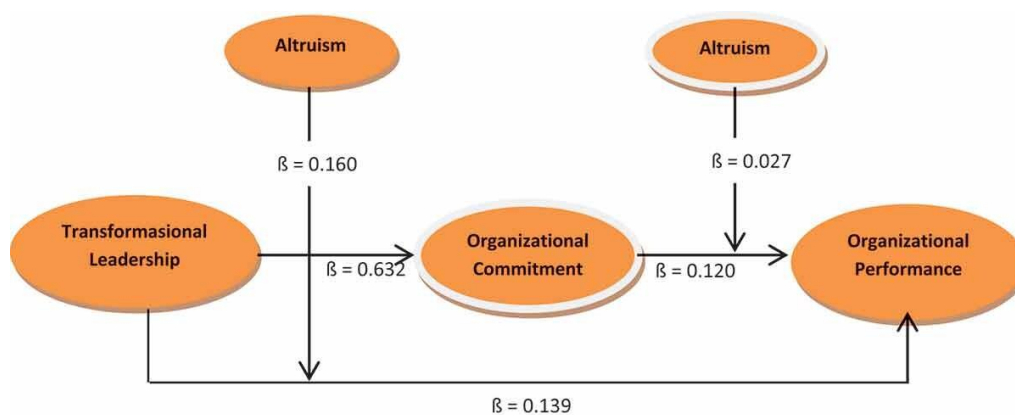 Altruism
Altruism
ß = 0.160
ß = 0.027
Transformasional
Leadership
ß = 0.632
Organizational
Commitment
ß = 0.120
Organizational
Performance
ß = 0.139